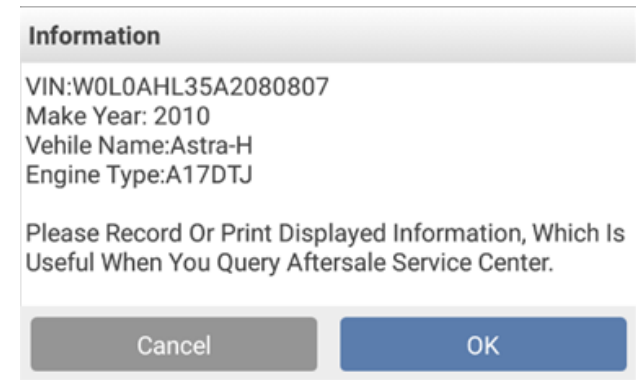 Information
VIN:W0L0AHL35A2080807
Make Year: 2010
Vehile Name:Astra-H
Engine Type:A17DTJ
Please Record Or Print Displayed Information, Which Is
Useful When You Query Aftersale Service Center.
Cancel
OK